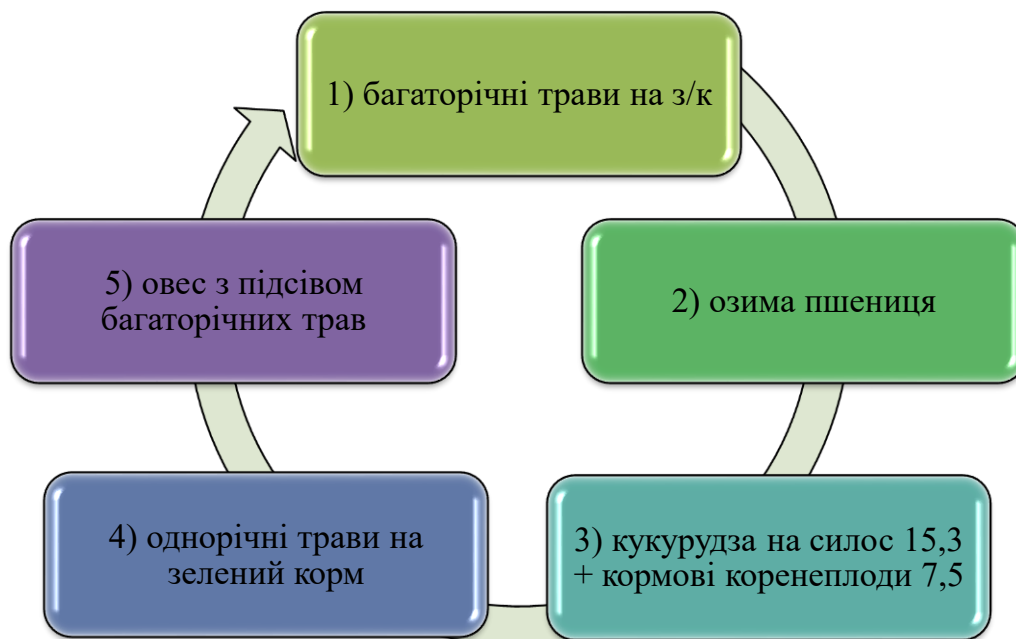 1) багаторічні трави на з/к
2) озима пшениця
3) кукурудза на силос 15,3
+ кормові коренеплоди 7,5
4) однорічні трави на
зелений корм
5) овес з підсівом
багаторічних трав